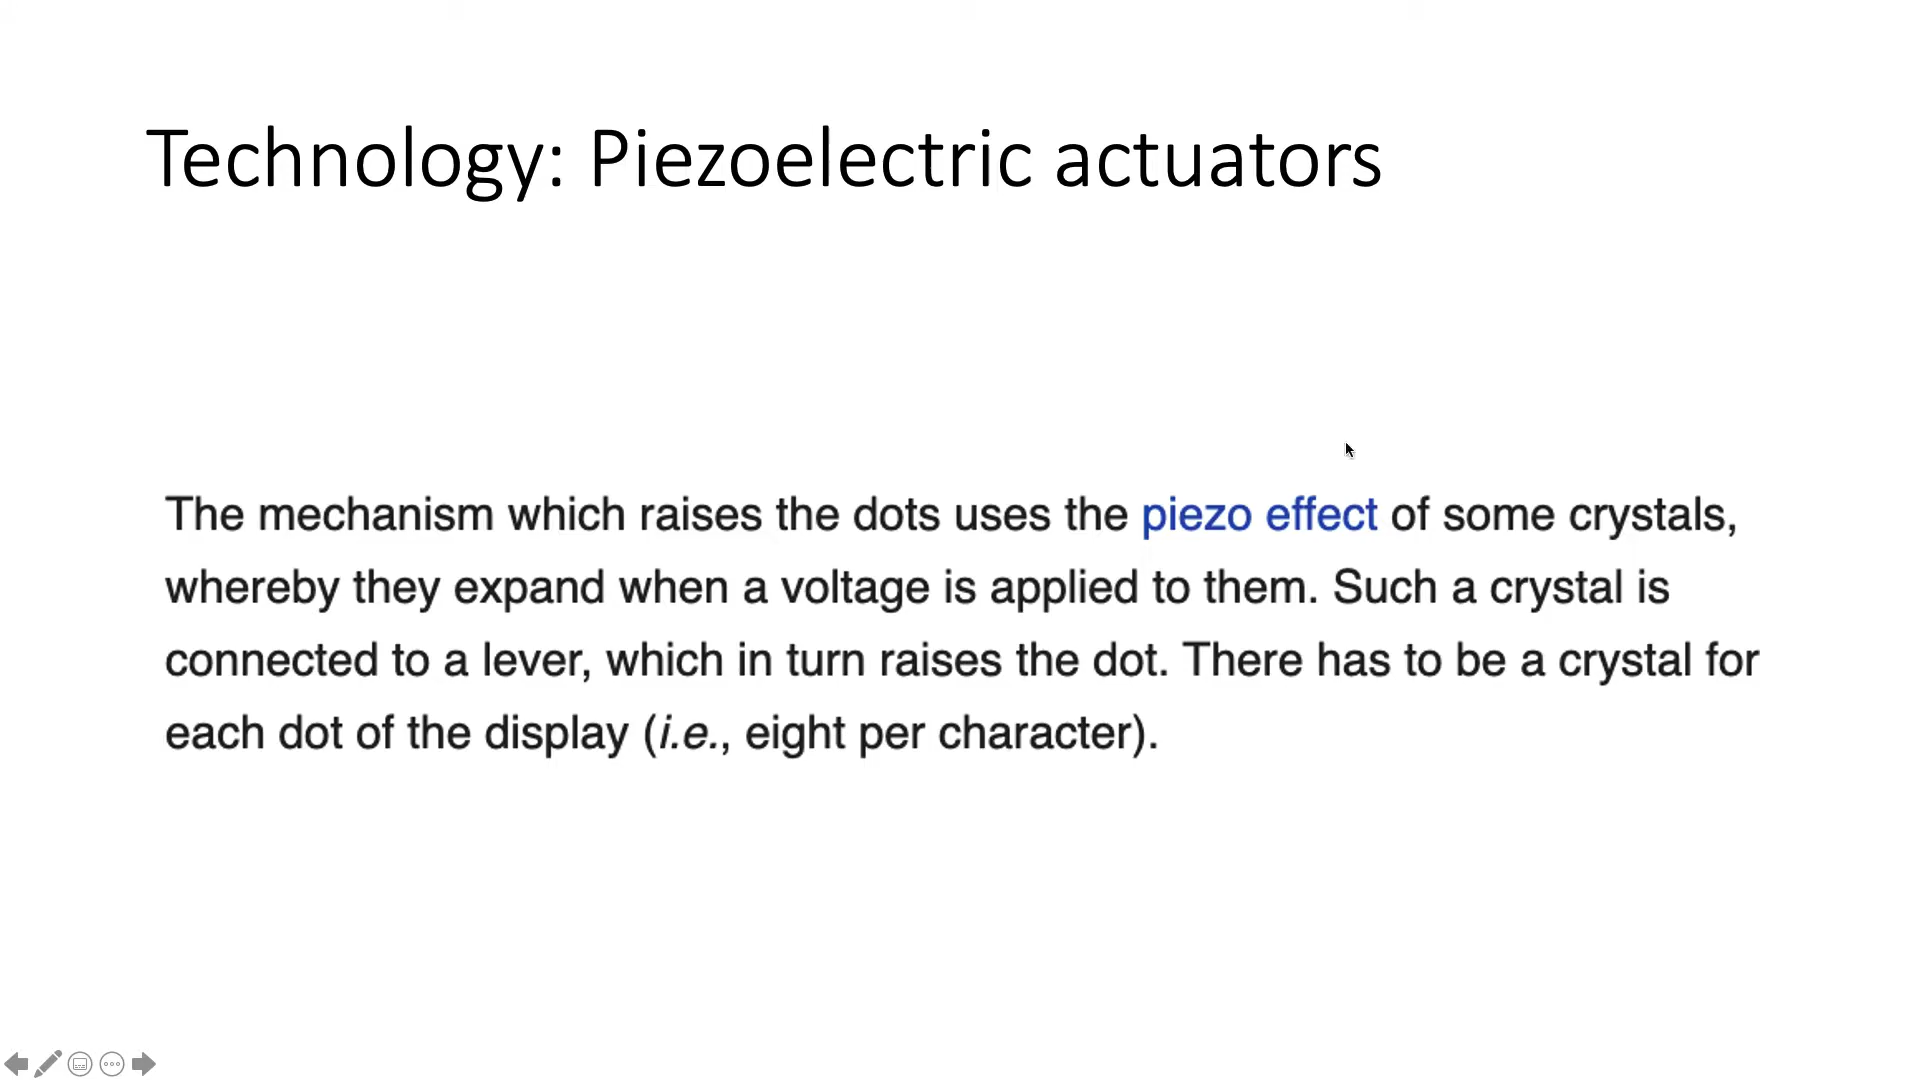 Technology: Piezoelectric actuators
The mechanism which raises the dots uses the piezo effect of some crystals,
whereby they expand when a voltage is applied to them. Such a crystal is
connected to a lever, which in turn raises the dot. There has to be a crystal for
each dot of the display (i.e., eight per character).